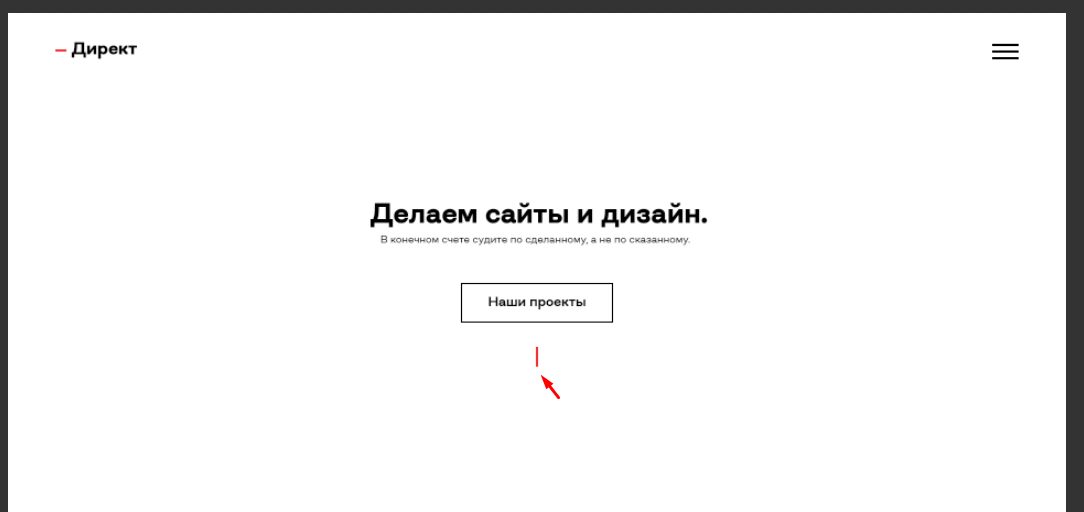 — Директ
Делаем сайты и дизайн.
В конечном счете судите по сделанному, а не по сказанному.
Наши проекты